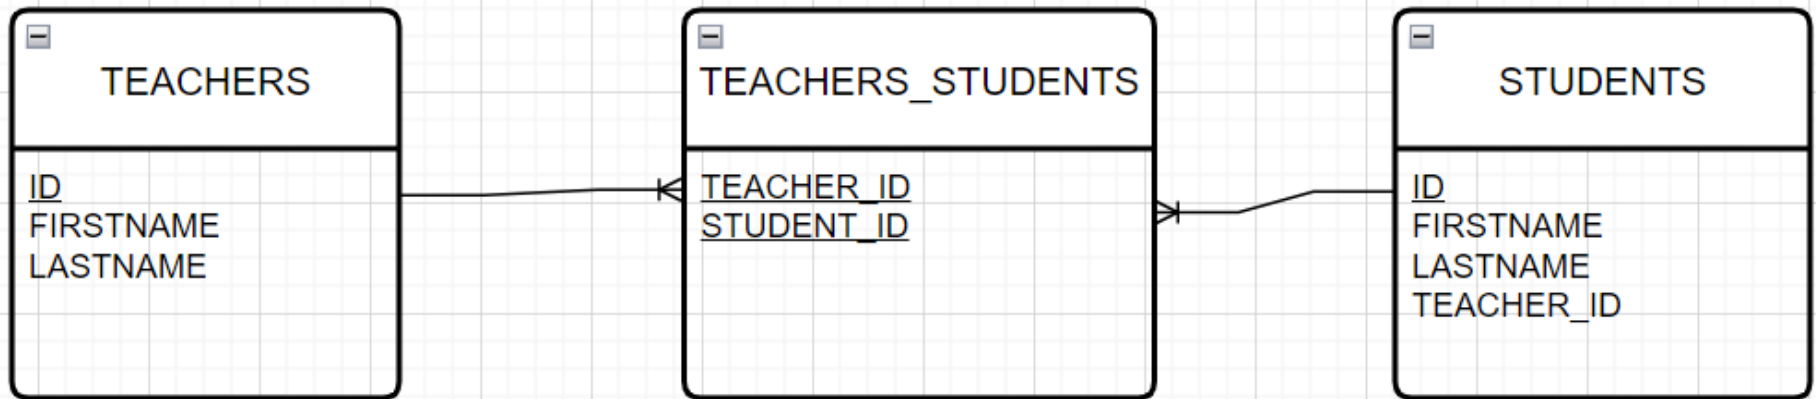 TEACHERS
ID
FIRSTNAME
LASTNAME
TEACHERS_STUDENTS
TEACHER_ID
STUDENT_ID
STUDENTS
ID
FIRSTNAME
LASTNAME
TEACHER_ID